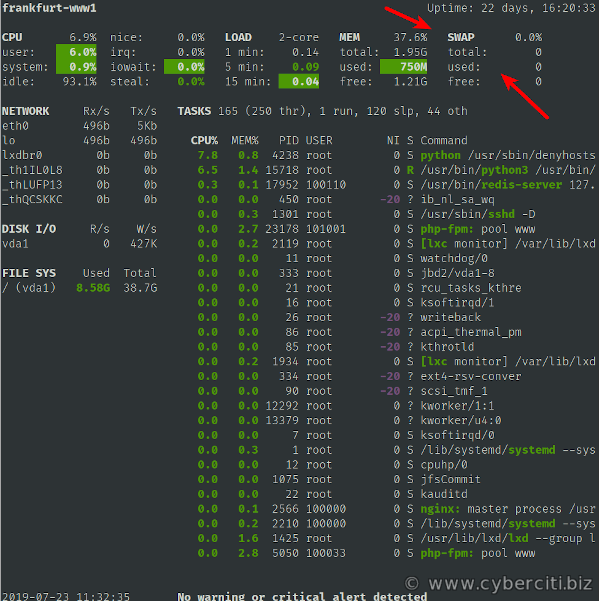 frankfurt-www1 Uptime: 22 days, 16:20:33
CPU 6.9% nice: 0.0% LOAD 2-core MEM 37.6% SWAP 0.0%
user: 6.0% irq: 0.0% 1 min: 0.14 total: 1.95G total: 0
system: 0.9% iowait: 0.0% 5 min: 0.09 used: 750M used: 0
idle: 93.1% steal: 0.0% 15 min: 0.04 free: 1.21G free: 0
NETWORK Rx/s Tx/s TASKS 165 (250 thr), 1 run, 120 slp, 44 oth
eth0 496b 5Kb
lo 496b 496b CPU% MEM% PID USER NI S Command
lxdbr0 0b 0b 7.8 0.8 4238 root 0 S python /usr/sbin/denyhosts
_th1IL0L8 0b 0b 6.5 1.4 15718 root 0 R /usr/bin/python3 /usr/bin/
_thLUFP13 0b 0b 0.3 0.1 17952 100110 0 S /usr/bin/redis-server 127.
_thQCSKKC 0b 0b 0.0 0.0 450 root -20 ? ib_nl_sa_wq
0.0 0.3 1301 root 0 S /usr/sbin/sshd -D
DISK I/O R/s W/s 0.0 2.7 23178 101001 0 S php-fpm: pool www
vda1 0 427K 0.0 0.2 2119 root 0 S [lxc monitor] /var/lib/lxd
0.0 0.0 11 root 0 S watchdog/0
FILE SYS Used Total 0.0 0.0 333 root 0 S jbd2/vda1-8
/ (vda1) 8.58G 38.7G 0.0 0.0 21 root 0 S rcu_tasks_kthre
0.0 0.0 16 root 0 S ksoftirqd/1
0.0 0.0 26 root -20 ? writeback
0.0 0.0 86 root -20 ? acpi_thermal_pm
0.0 0.0 85 root -20 ? kthrotld
0.0 0.2 1934 root 0 S [lxc monitor] /var/lib/lxd
0.0 0.0 334 root -20 ? ext4-rsv-conver
0.0 0.0 90 root -20 ? scsi_tmf_1
0.0 0.0 12292 root 0 ? kworker/1:1
0.0 0.0 13379 root 0 ? kworker/u4:0
0.0 0.0 7 root 0 S ksoftirqd/0
0.0 0.3 1 root 0 S /lib/systemd/systemd --sys
0.0 0.0 12 root 0 S cpuhp/0
0.0 0.0 1075 root 0 S jfsCommit
0.0 0.0 22 root 0 S kauditd
0.0 0.1 2566 100000 0 S nginx: master process /usr
0.0 0.2 2210 100000 0 S /lib/systemd/systemd --sys
0.0 1.6 1425 root 0 S /usr/lib/lxd/lxd --group l
0.0 2.8 5050 100033 0 S php-fpm: pool www
© www.cyberciti.biz
2019-07-23 11:32:35 No warning or critical alert detected